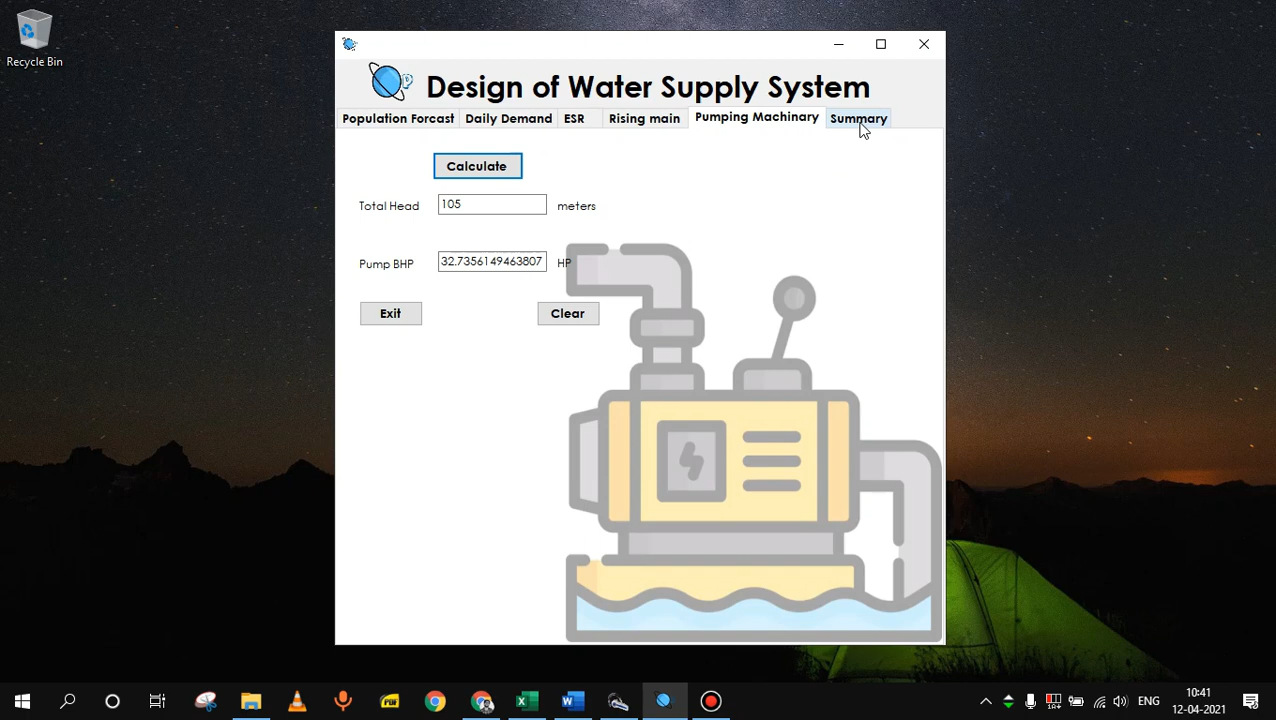 Recycle Bin
Design of Water Supply System
Population Forcast
Daily Demand
ESR
Rising main
Pumping Machinary
Summary
Calculate
Total Head
105
meters
Pump BHP
32.7356149463807
HP
Exit
Clear
PDF
ENG
10:41
12-04-2021